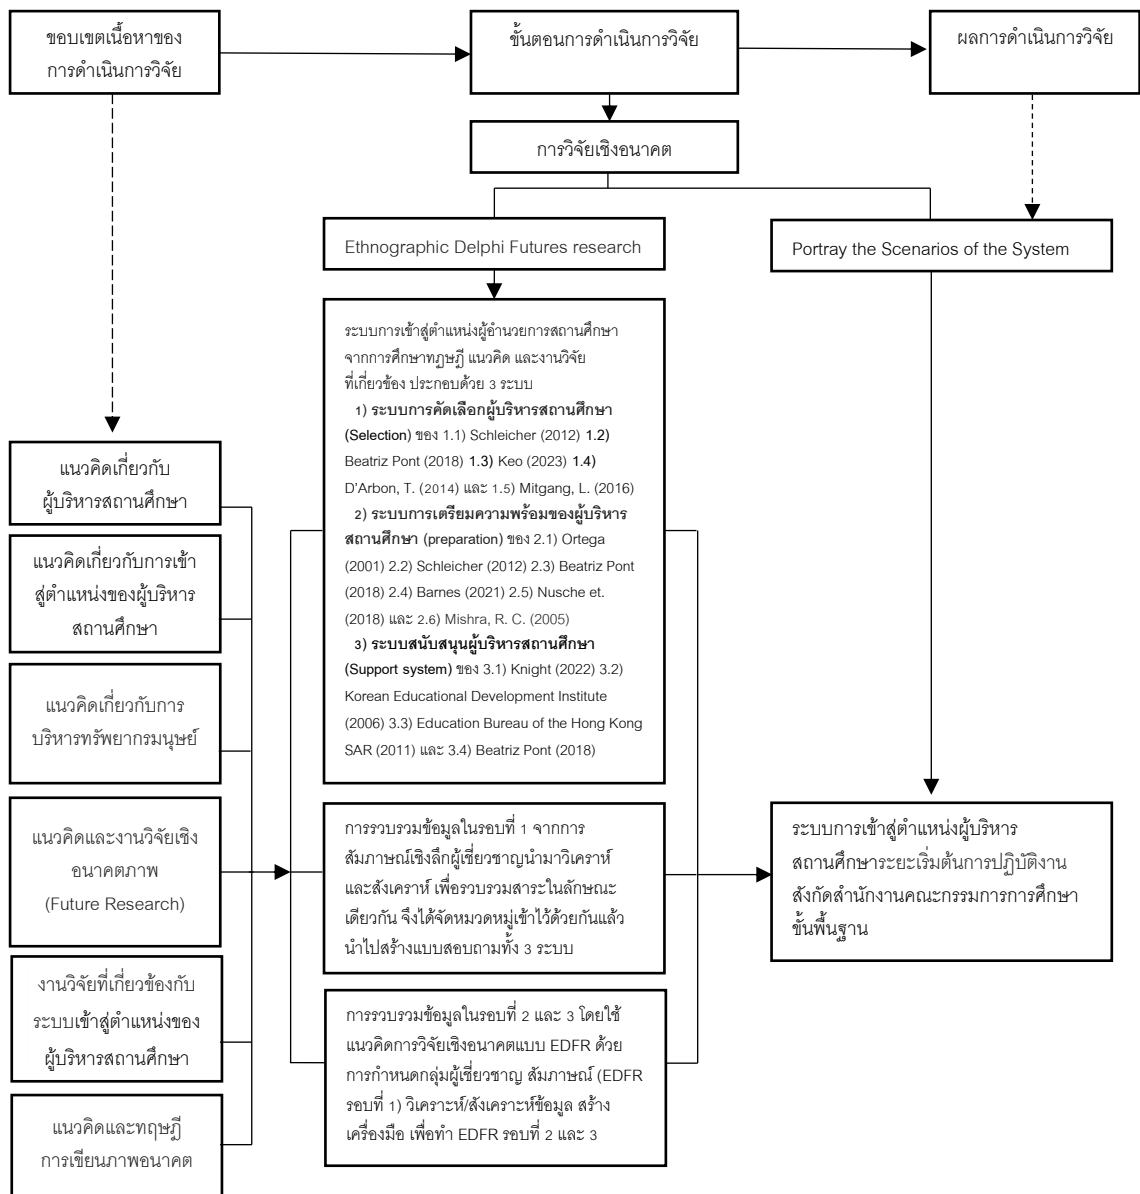 ขอบเขตเนื้อหาของ
การดำเนินการวิจัย
ขั้นตอนการดำเนินการวิจัย
ผลการดำเนินการวิจัย
การวิจัยเชิงอนาคต
Ethnographic Delphi Futures research
Portray the Scenarios of the System
ระบบการเข้าสู่ตำแหน่งผู้อำนวยการสถานศึกษา
จากการศึกษาทฤษฎี แนวคิด และงานวิจัย
ที่เกี่ยวข้อง ประกอบด้วย 3 ระบบ
1) ระบบการคัดเลือกผู้บริหารสถานศึกษา
(Selection) ของ 1.1) Schleicher (2012) 1.2)
Beatriz Pont (2018) 1.3) Keo (2023) 1.4)
D'Arbon, T. (2014) และ 1.5) Mitgang, L. (2016)
2) ระบบการเตรียมความพร้อมของผู้บริหาร
สถานศึกษา (preparation) ของ 2.1) Ortega
(2001) 2.2) Schleicher (2012) 2.3) Beatriz Pont
(2018) 2.4) Barnes (2021) 2.5) Nusche et.
(2018) และ 2.6) Mishra, R. C. (2005)
3) ระบบสนับสนุนผู้บริหารสถานศึกษา
(Support system) ของ 3.1) Knight (2022) 3.2)
Korean Educational Development Institute
(2006) 3.3) Education Bureau of the Hong Kong
SAR (2011) และ 3.4) Beatriz Pont (2018)
แนวคิดเกี่ยวกับ
ผู้บริหารสถานศึกษา
แนวคิดเกี่ยวกับการเข้า
สู่ตำแหน่งของผู้บริหาร
สถานศึกษา
แนวคิดเกี่ยวกับการ
บริหารทรัพยากรมนุษย์
แนวคิดและงานวิจัยเชิง
อนาคตภาพ
(Future Research)
งานวิจัยที่เกี่ยวข้องกับ
ระบบเข้าสู่ตำแหน่งของ
ผู้บริหารสถานศึกษา
แนวคิดและทฤษฎี
การเขียนภาพอนาคต
การรวบรวมข้อมูลในรอบที่ 1 จากการ
สัมภาษณ์เชิงลึกผู้เชี่ยวชาญนำมาวิเคราะห์
และสังเคราะห์ เพื่อรวบรวมสาระในลักษณะ
เดียวกัน จึงได้จัดหมวดหมู่เข้าไว้ด้วยกันแล้ว
นำไปสร้างแบบสอบถามทั้ง 3 ระบบ
การรวบรวมข้อมูลในรอบที่ 2 และ 3 โดยใช้
แนวคิดการวิจัยเชิงอนาคตแบบ EDFR ด้วย
การกำหนดกลุ่มผู้เชี่ยวชาญ สัมภาษณ์ (EDFR
รอบที่ 1) วิเคราะห์/สังเคราะห์ข้อมูล สร้าง
เครื่องมือ เพื่อทำ EDFR รอบที่ 2 และ 3
ระบบการเข้าสู่ตำแหน่งผู้บริหาร
สถานศึกษาระยะเริ่มต้นการปฏิบัติงาน
สังกัดสำนักงานคณะกรรมการการศึกษา
ขั้นพื้นฐาน